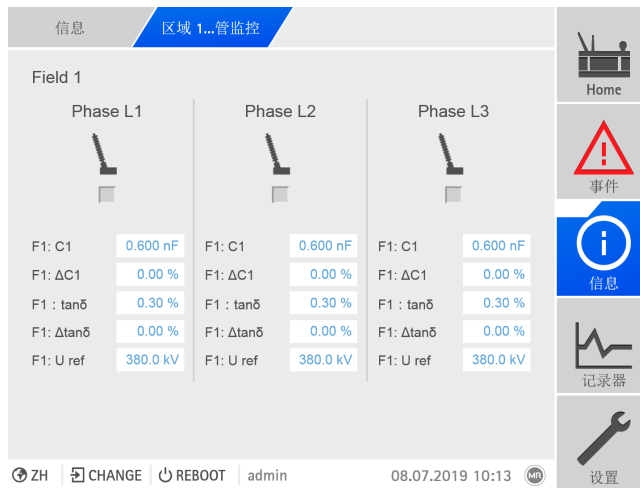 信息
区域 1...管监控
Field 1
Phase L1
Phase L2
Phase L3
F1: C1 0.600 nF F1: C1 0.600 nF F1: C1 0.600 nF
F1: ΔC1 0.00 % F1: ΔC1 0.00 % F1: ΔC1 0.00 %
F1 : tanδ 0.30 % F1 : tanδ 0.30 % F1 : tanδ 0.30 %
F1: Δtanδ 0.00 % F1: Δtanδ 0.00 % F1: Δtanδ 0.00 %
F1: U ref 380.0 kV F1: U ref 380.0 kV F1: U ref 380.0 kV
Home
事件
信息
记录器
设置
ZH CHANGE REBOOT admin 08.07.2019 10:13 MR